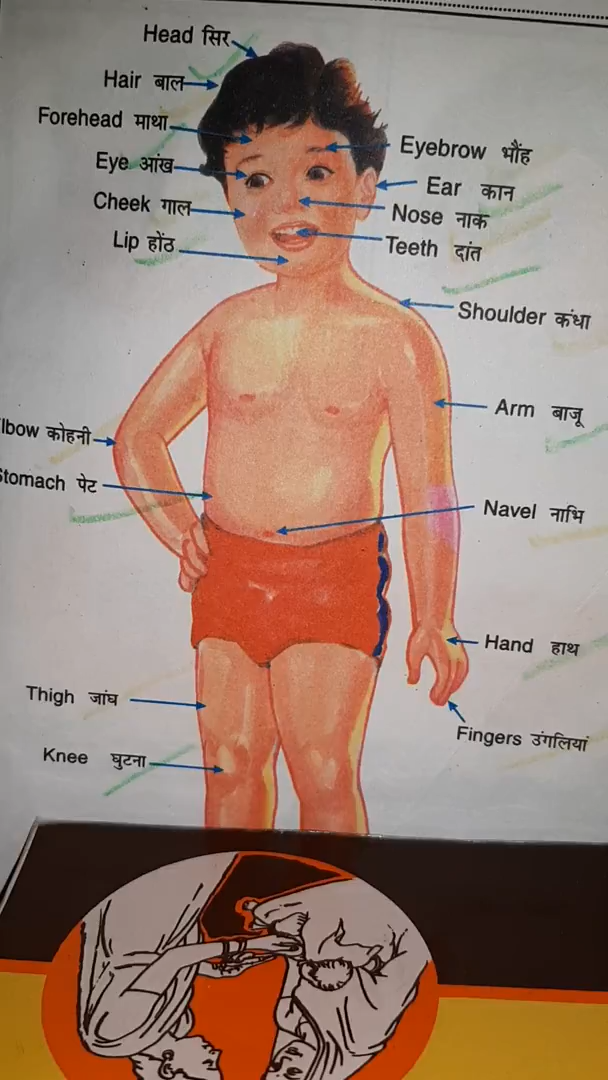 Head सिर
Hair बाल
Forehead माथा
Eyebrow भौंह
Eye आंख
Ear कान
Cheek गाल
Nose नाक
Lip होंठ
Teeth दांत
Shoulder कंधा
Arm बाजू
lbow कोहनी
Stomach पेट
Navel नाभि
Hand हाथ
Thigh जांघ
Fingers उंगलियां
Knee घुटना